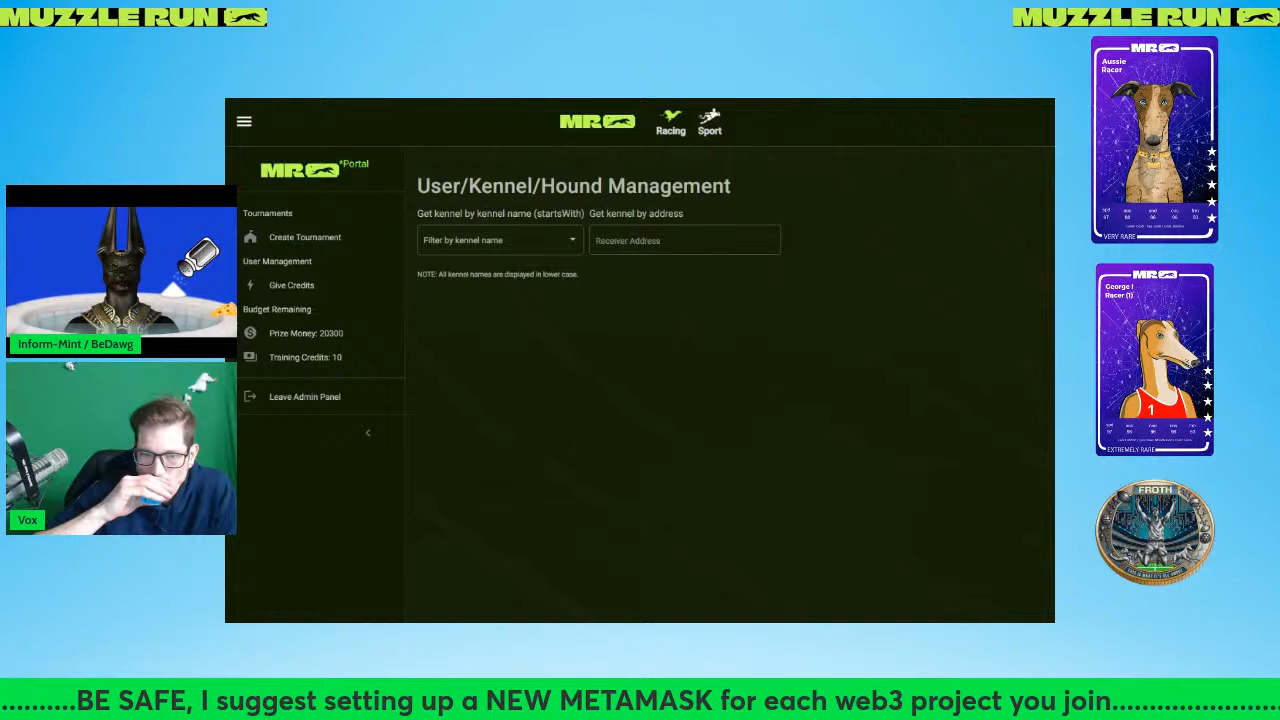 MUZZLE RUN
MUZZLE RUN
MR
Aussie
Racer
VERY RARE
MR
George I
Racer (1)
1
EXTREMELY RARE
FROTH
MR
Racing
Sport
MR *Portal
Tournaments
Create Tournament
User Management
Give Credits
Budget Remaining
Prize Money: 20300
Training Credits: 10
Leave Admin Panel
User/Kennel/Hound Management
Get kennel by kennel name (startsWith)
Get kennel by address
Filter by kennel name
Receiver Address
NOTE: All kennel names are displayed in lower case.
Inform-Mint / BeDawg
Vox
..........BE SAFE, I suggest setting up a NEW METAMASK for each web3 project you join......................